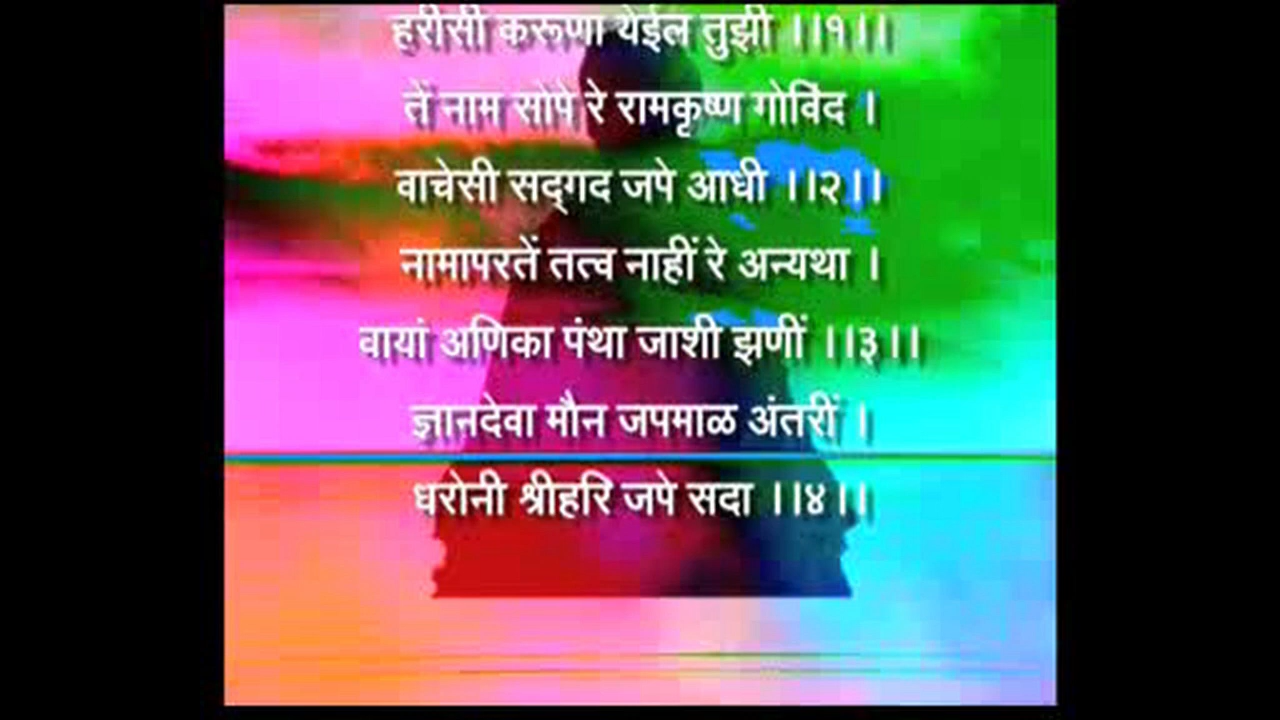 हरीसी करूणा येईल तुझी ।।१।।
तें नाम सोपे रे रामकृष्ण गोविंद ।
वाचेसी सद्‌गद जपे आधी ।।२।।
नामापरतें तत्व नाहीं रे अन्यथा ।
वायां अणिका पंथा जाशी झणीं ।।३।।
ज्ञानदेवा मौन जपमाळ अंतरीं ।
धरोनी श्रीहरि जपे सदा ।।४।।